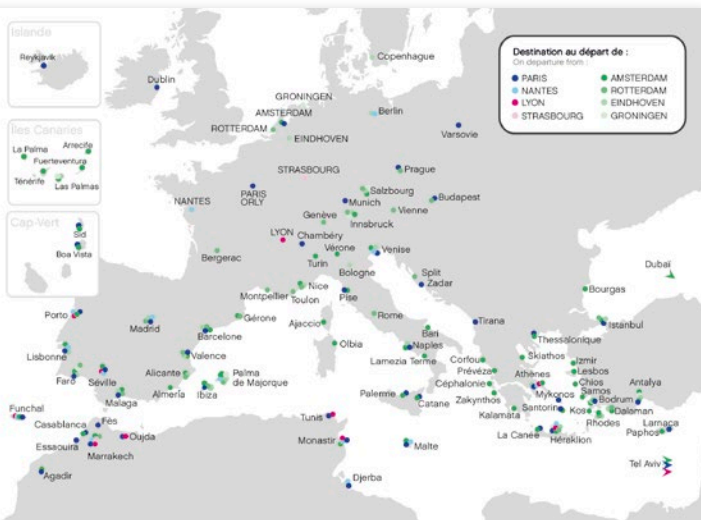 Islande
Reykjavik
Iles Canaries
La Palma
Arrecife
Fuerteventura
Ténérife
Las Palmas
Cap-Vert
Sid
Boa Vista
Destination au départ de :
On departure from :
PARIS
NANTES
LYON
STRASBOURG
AMSTERDAM
ROTTERDAM
EINDHOVEN
GRONINGEN
Copenhague
Dublin
GRONINGEN
AMSTERDAM
ROTTERDAM
EINDHOVEN
Berlin
Varsovie
STRASBOURG
Prague
PARIS
ORLY
NANTES
Salzbourg
Munich
Budapest
Vienne
Genève
Innsbruck
LYON
Chambéry
Vérone
Venise
Bergerac
Turin
Bologne
Split
Zadar
Dubaï
Bourgas
Montpellier
Nice
Toulon
Pise
Porto
Madrid
Gérone
Barcelone
Ajaccio
Rome
Tirana
Istanbul
Thessalonique
Olbia
Bari
Naples
Lamezia Terme
Lisbonne
Valence
Alicante
Palma
de Majorque
Ibiza
Almería
Faro
Séville
Malaga
Corfou
Skiathos
Izmir
Lesbos
Prévéza
Athènes
Chios
Samos
Antalya
Céphalonie
Mykonos
Bodrum
Zakynthos
Santorine
Kos
Dalaman
Kalamata
Rhodes
Larnaca
Paphos
La Canée
Héraklion
Palerme
Catane
Funchal
Casablanca
Fès
Oujda
Essaouira
Marrakech
Agadir
Tunis
Monastir
Djerba
Malte
Tel Aviv